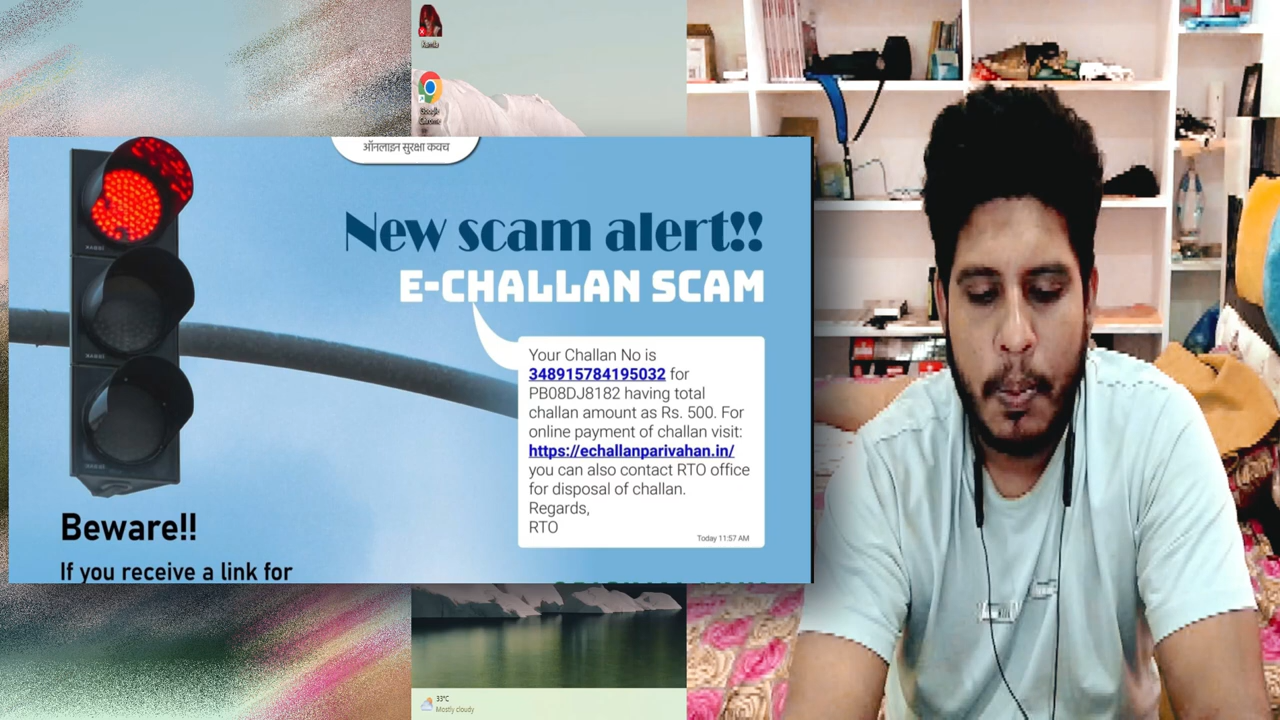 Kamla
Google
Chrome
ऑनलाइन सुरक्षा कवच
New scam alert!!
E-CHALLAN SCAM
Your Challan No is
348915784195032 for
PB08DJ8182 having total
challan amount as Rs. 500. For
online payment of challan visit:
https://echallanparivahan.in/
you can also contact RTO office
for disposal of challan.
Regards,
RTO
Today 11:57 AM
Beware!!
If you receive a link for
33°C
Mostly cloudy